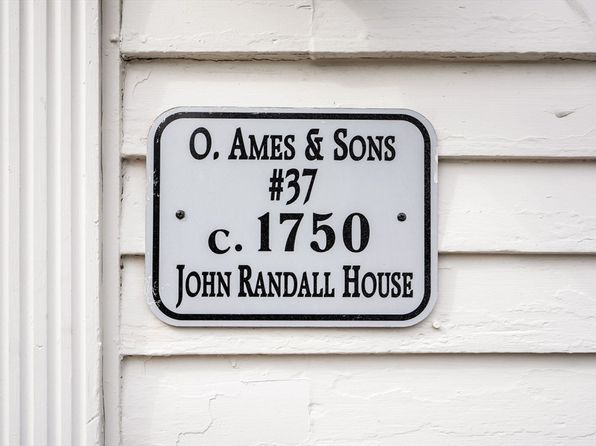 O. Ames & Sons
#37
c. 1750
John Randall House